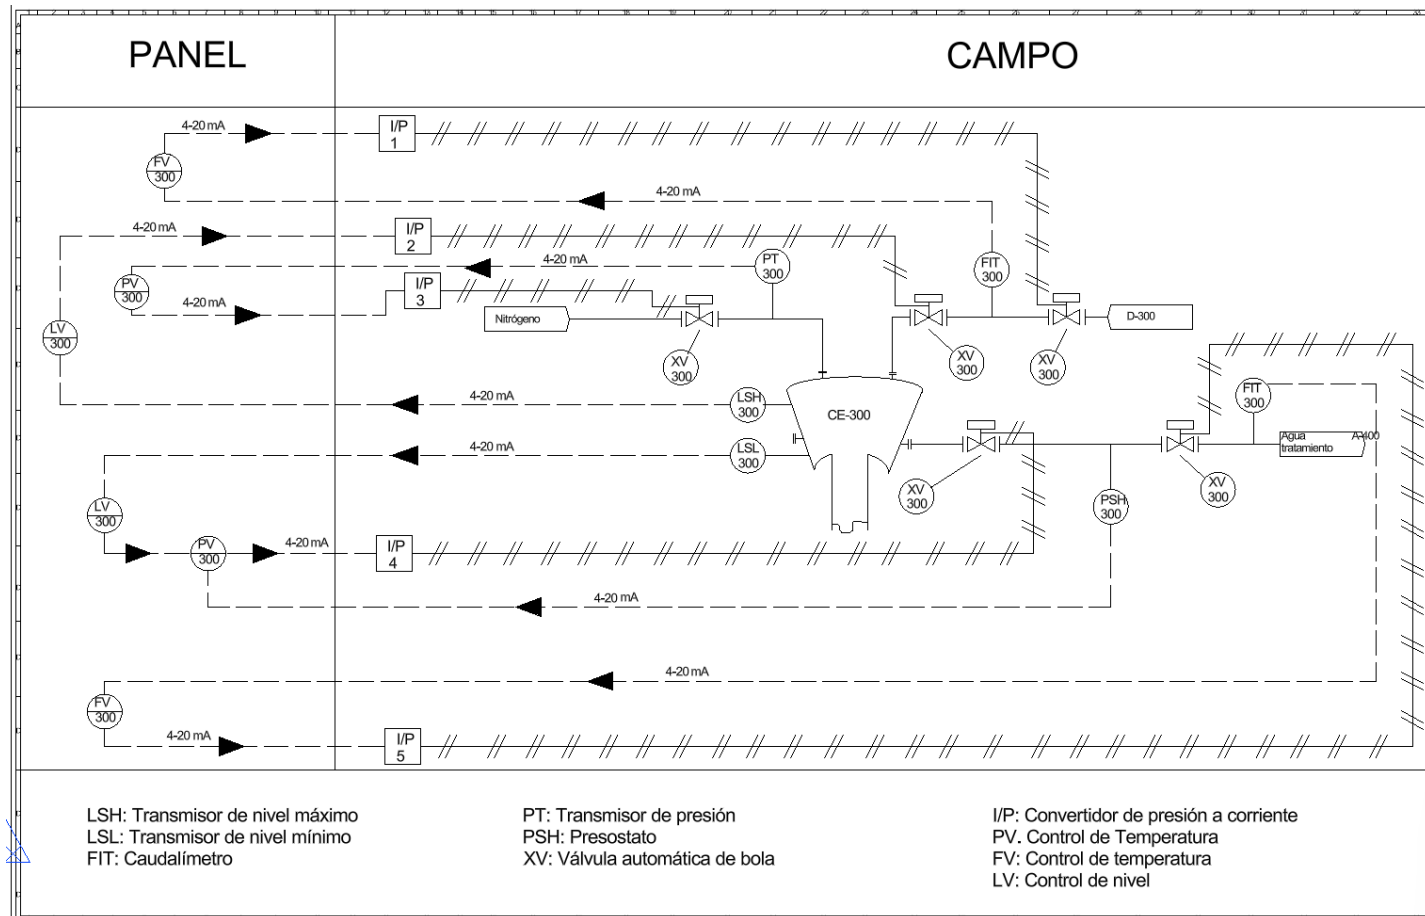 PANEL
CAMPO
4-20 mA
I/P
1
FV
300
4-20 mA
4-20 mA
I/P
2
4-20 mA
PT
300
FIT
300
PV
300
4-20 mA
I/P
3
Nitrógeno
D-300
LV
300
XV
300
XV
300
XV
300
4-20 mA
LSH
300
CE-300
FIT
300
4-20 mA
LSL
300
Agua
tratamiento
A-400
XV
300
XV
300
PSH
300
LV
300
PV
300
4-20 mA
I/P
4
4-20 mA
4-20 mA
FV
300
4-20 mA
I/P
5
LSH: Transmisor de nivel máximo
LSL: Transmisor de nivel mínimo
FIT: Caudalímetro
PT: Transmisor de presión
PSH: Presostato
XV: Válvula automática de bola
I/P: Convertidor de presión a corriente
PV. Control de Temperatura
FV: Control de temperatura
LV: Control de nivel